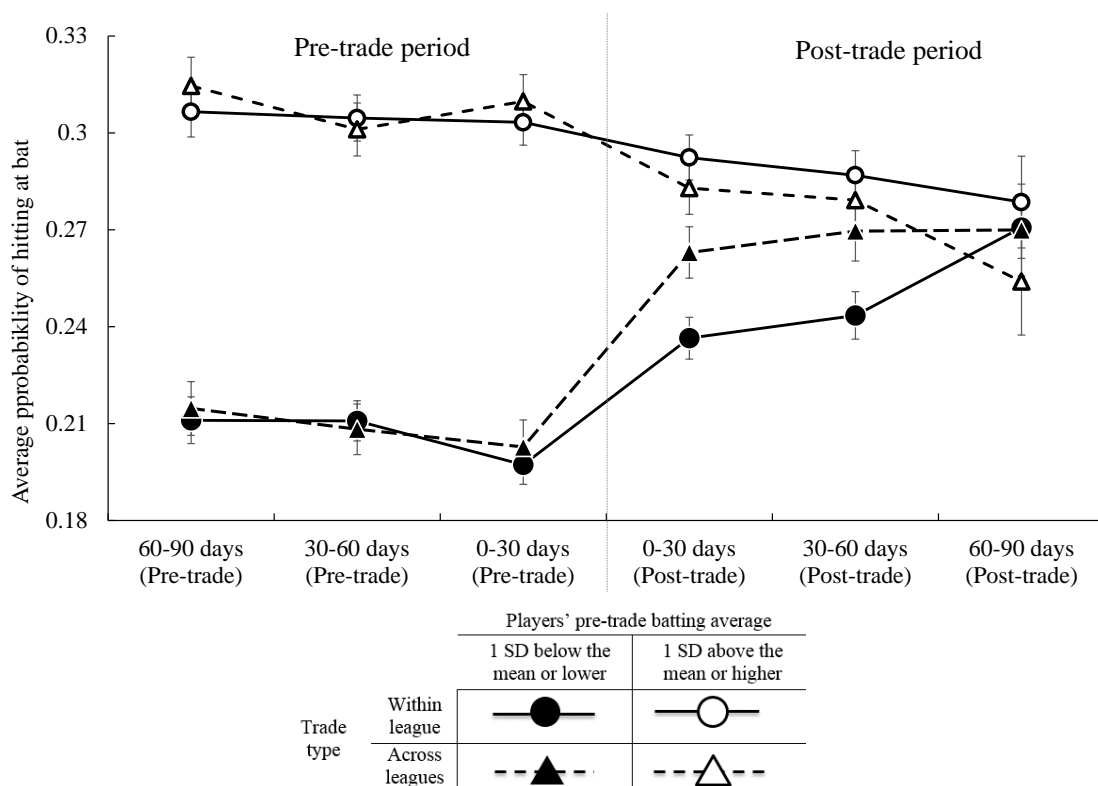 Average pprobabiklity of hitting at bat
0.33
0.3
0.27
0.24
0.21
0.18
Pre-trade period
Post-trade period
60-90 days
(Pre-trade)
30-60 days
(Pre-trade)
0-30 days
(Pre-trade)
0-30 days
(Post-trade)
30-60 days
(Post-trade)
60-90 days
(Post-trade)
Players' pre-trade batting average
1 SD below the
mean or lower
1 SD above the
mean or higher
Trade
type
Within
league
Across
leagues